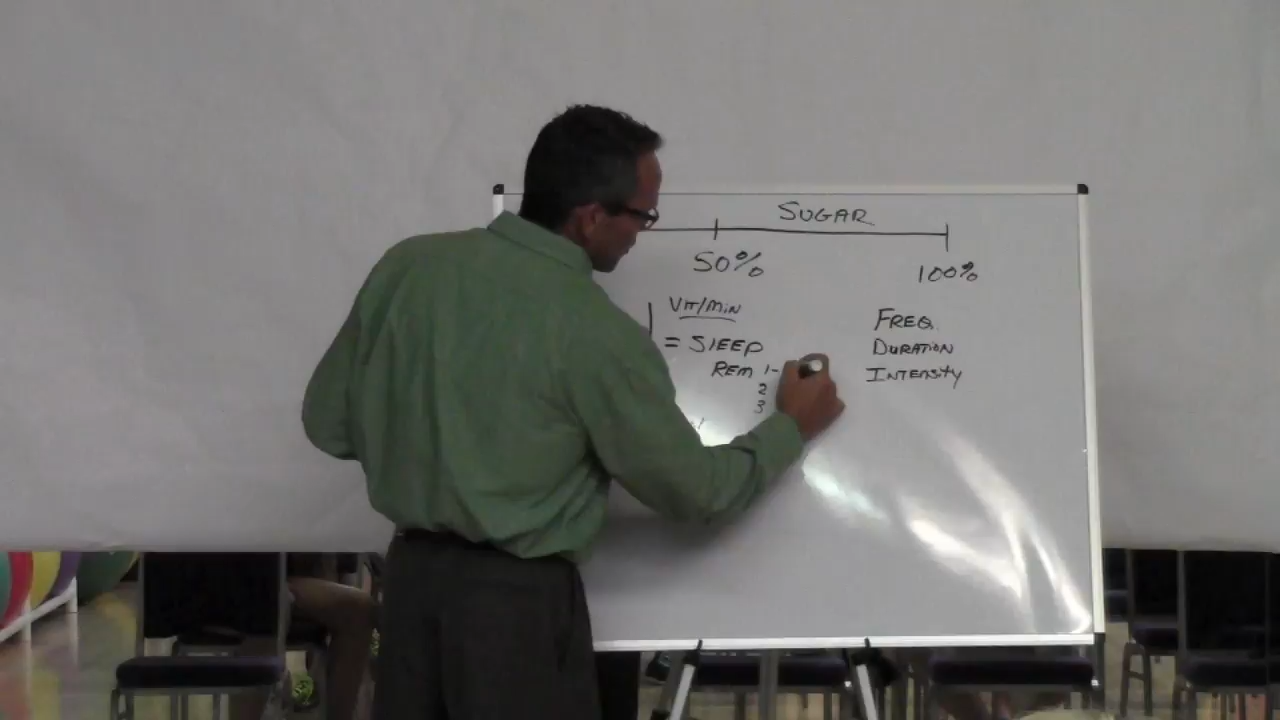 SUGAR
50% 100%
VIT/MIN
= SLEEP
REM 1-
2
3
FREQ.
DURATION
INTENSITY